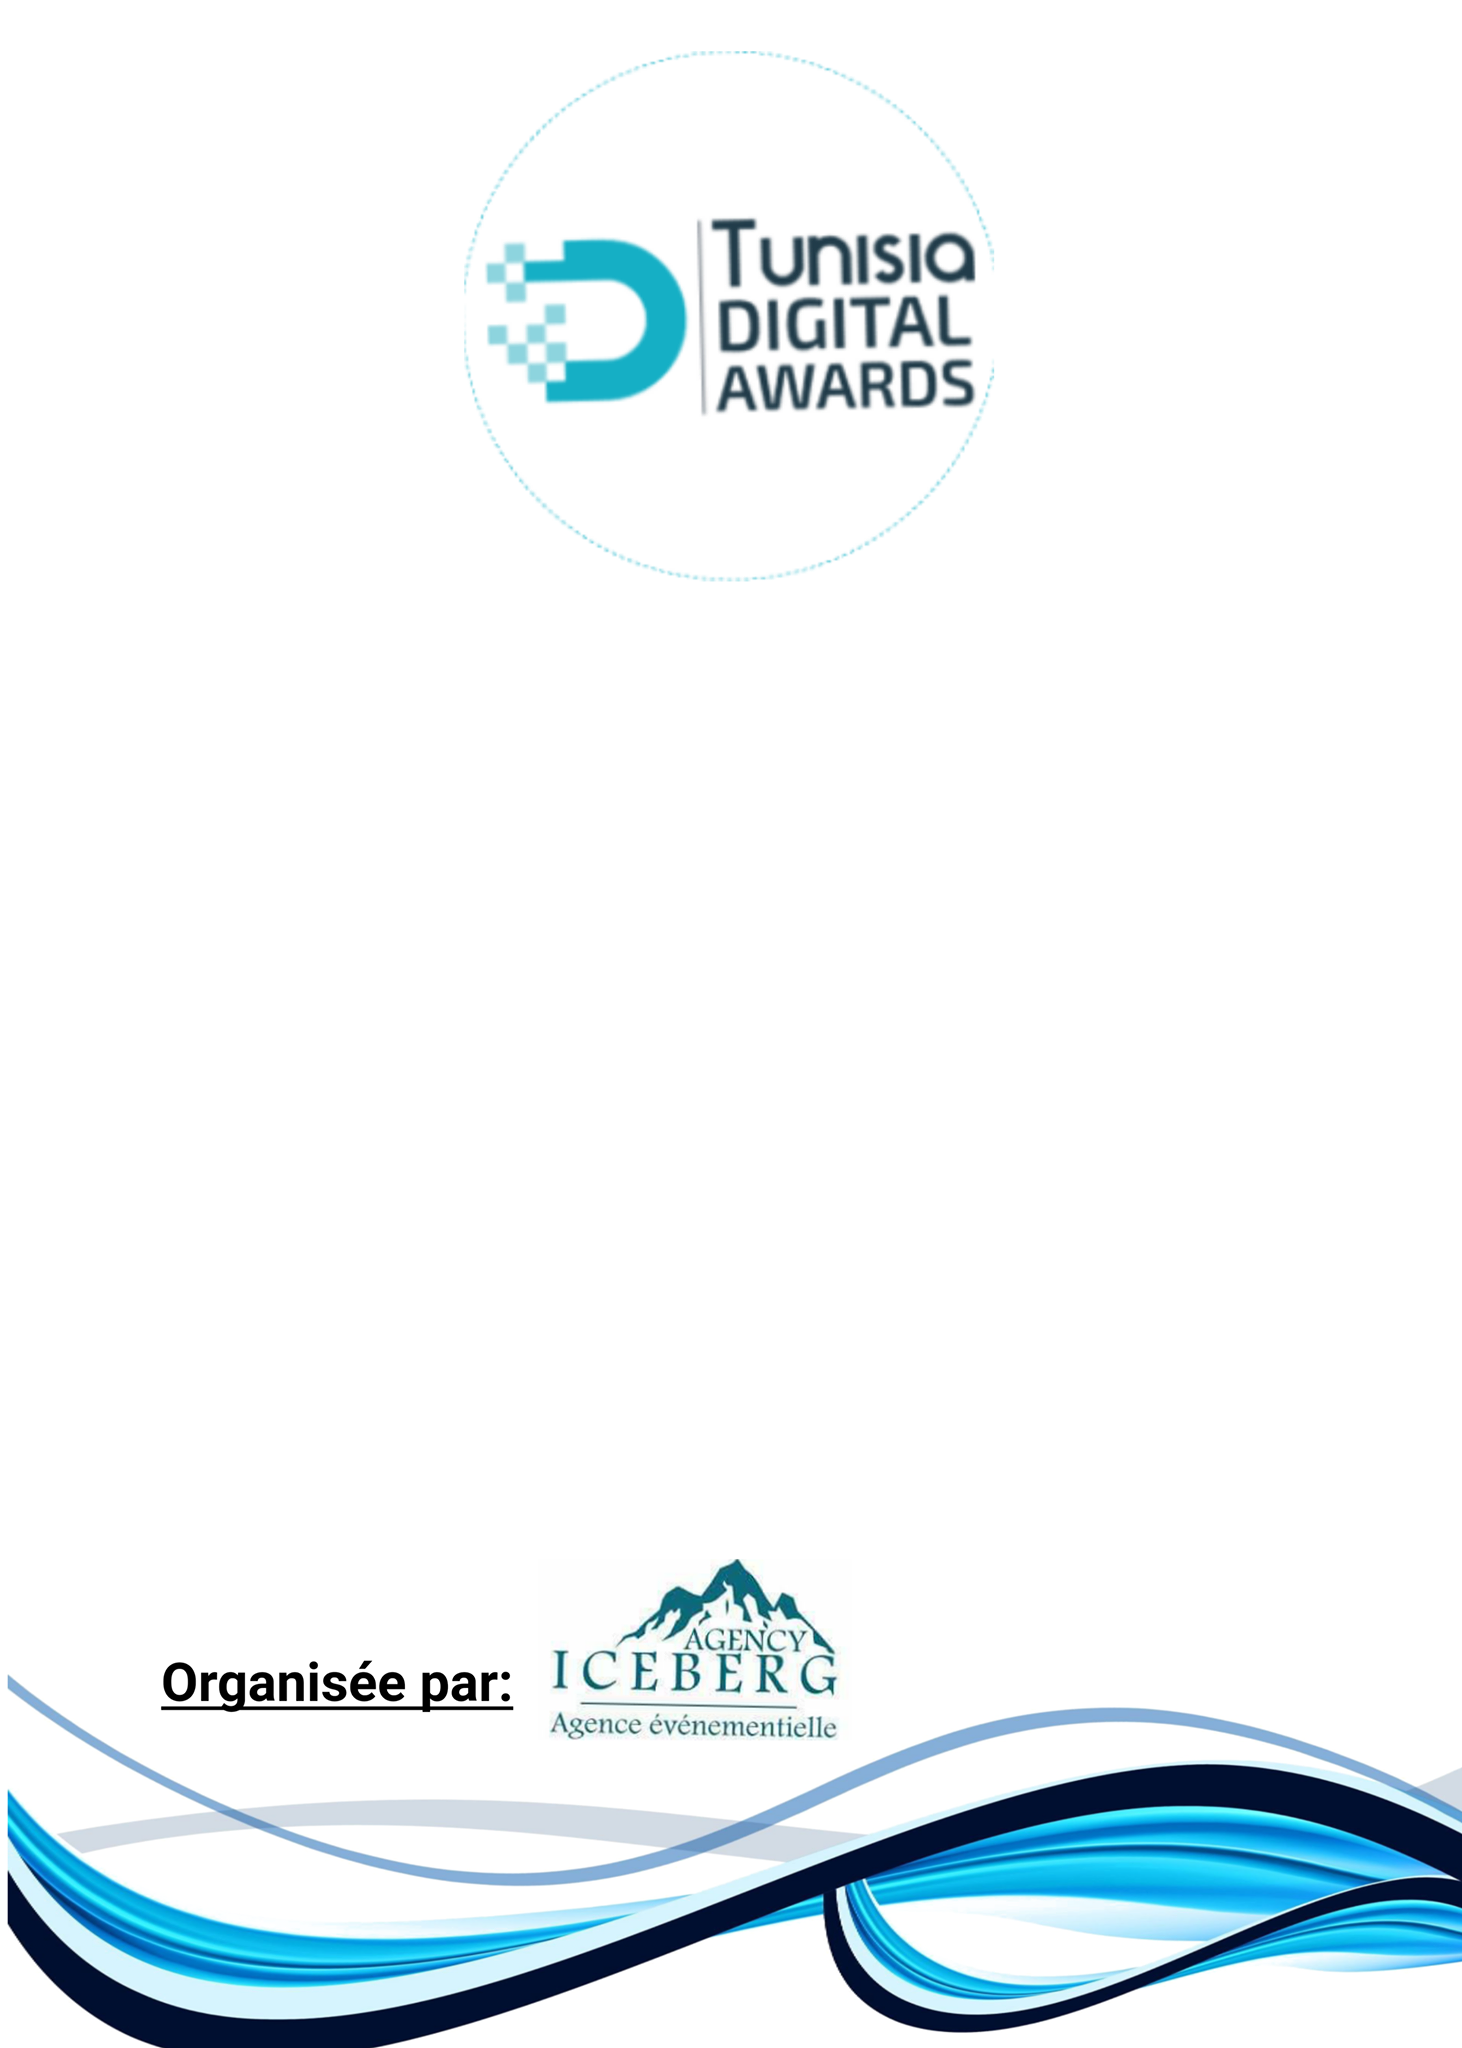 Tunisia
DIGITAL
AWARDS
Organisée par:
AGENCY
ICEBERG
Agence événementielle